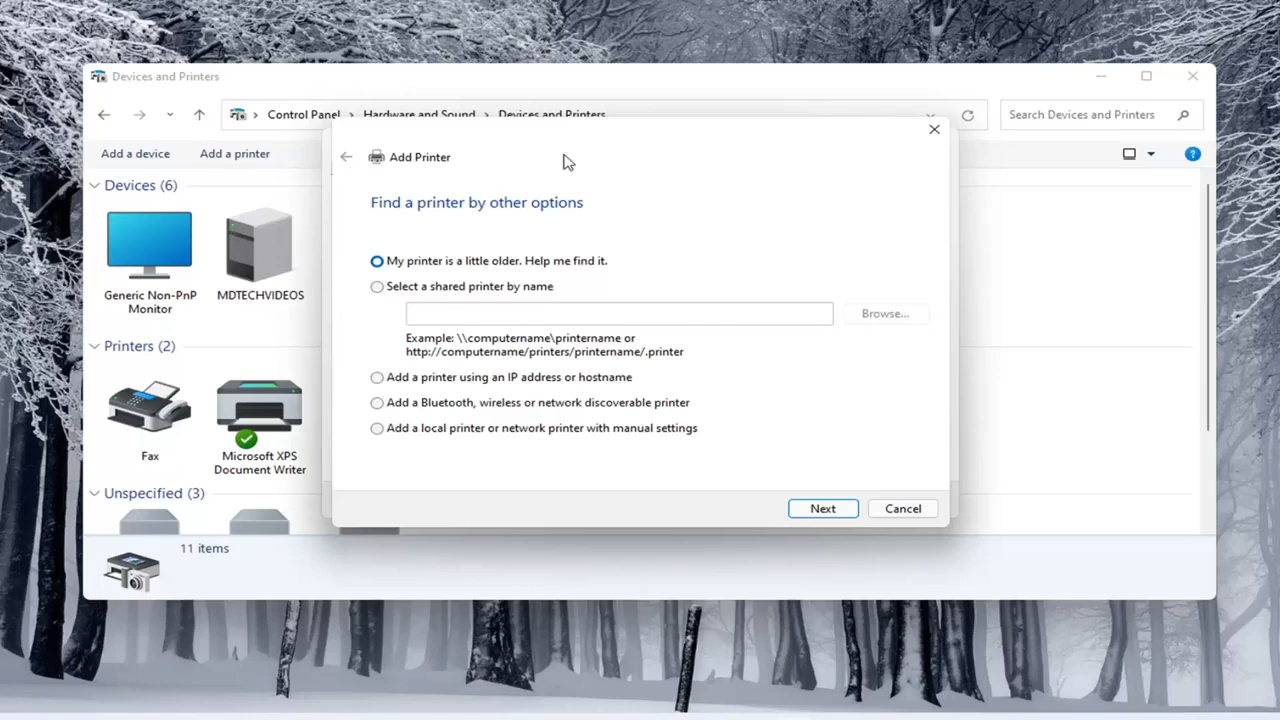 Devices and Printers
Control Panel > Hardware and Sound > Devices and Printers
Search Devices and Printers
Add a device
Add a printer
Devices (6)
Generic Non-PnP
Monitor
MDTECHVIDEOS
Printers (2)
Fax
Microsoft XPS
Document Writer
Unspecified (3)
11 items
Add Printer
Find a printer by other options
My printer is a little older. Help me find it.
Select a shared printer by name
Browse...
Example: \\computername\printername or
http://computername/printers/printername/.printer
Add a printer using an IP address or hostname
Add a Bluetooth, wireless or network discoverable printer
Add a local printer or network printer with manual settings
Next
Cancel